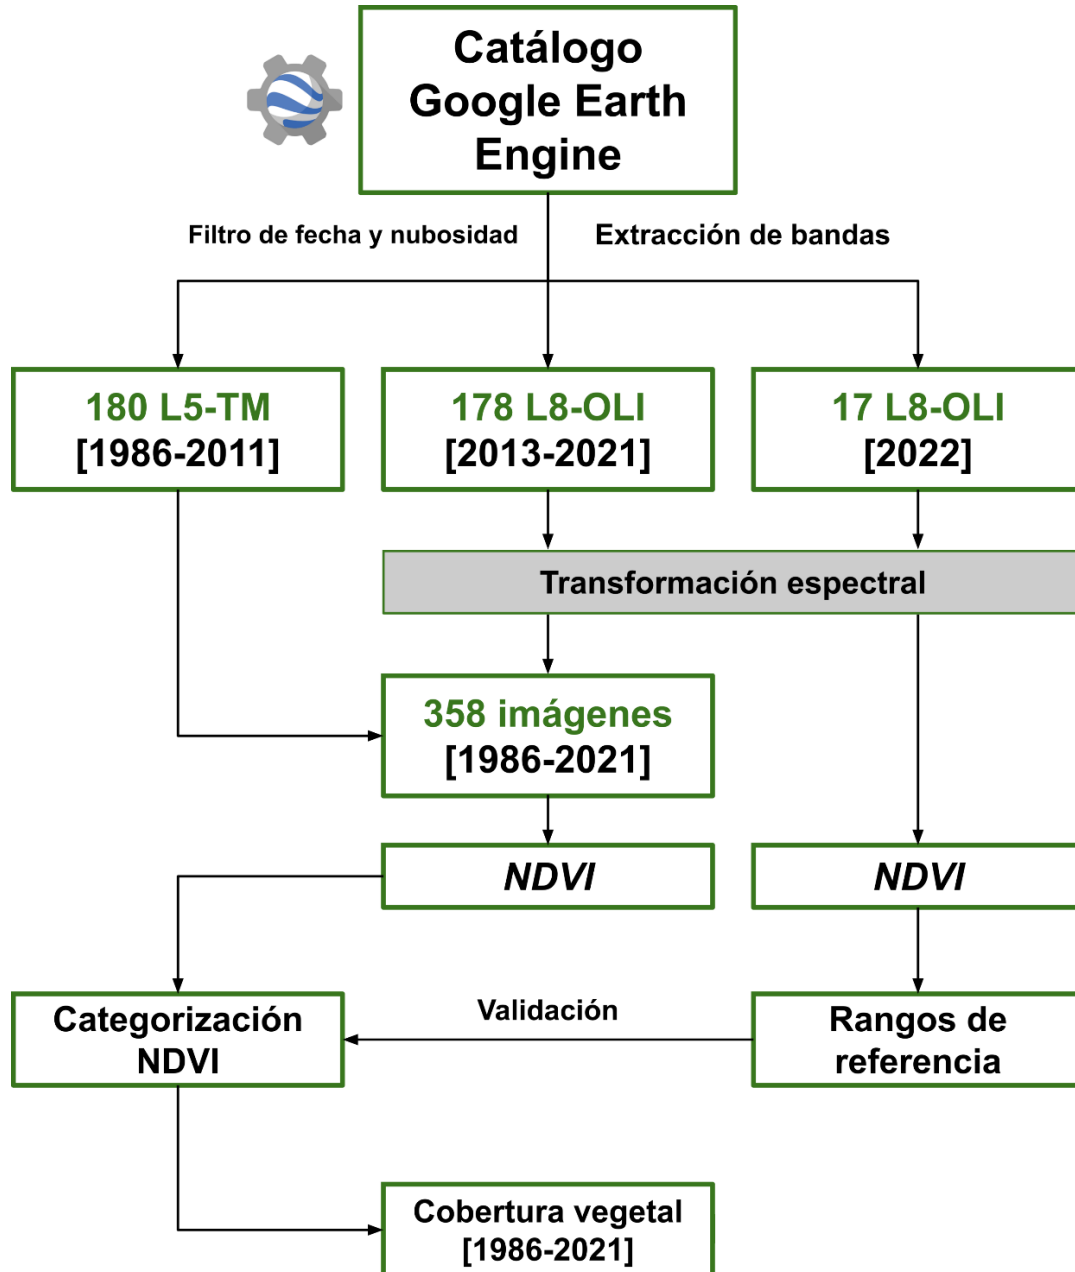 Catálogo
Google Earth
Engine
Filtro de fecha y nubosidad
Extracción de bandas
180 L5-TM
[1986-2011]
178 L8-OLI
[2013-2021]
17 L8-OLI
[2022]
Transformación espectral
358 imágenes
[1986-2021]
NDVI
NDVI
Categorización
NDVI
Validación
Rangos de
referencia
Cobertura vegetal
[1986-2021]